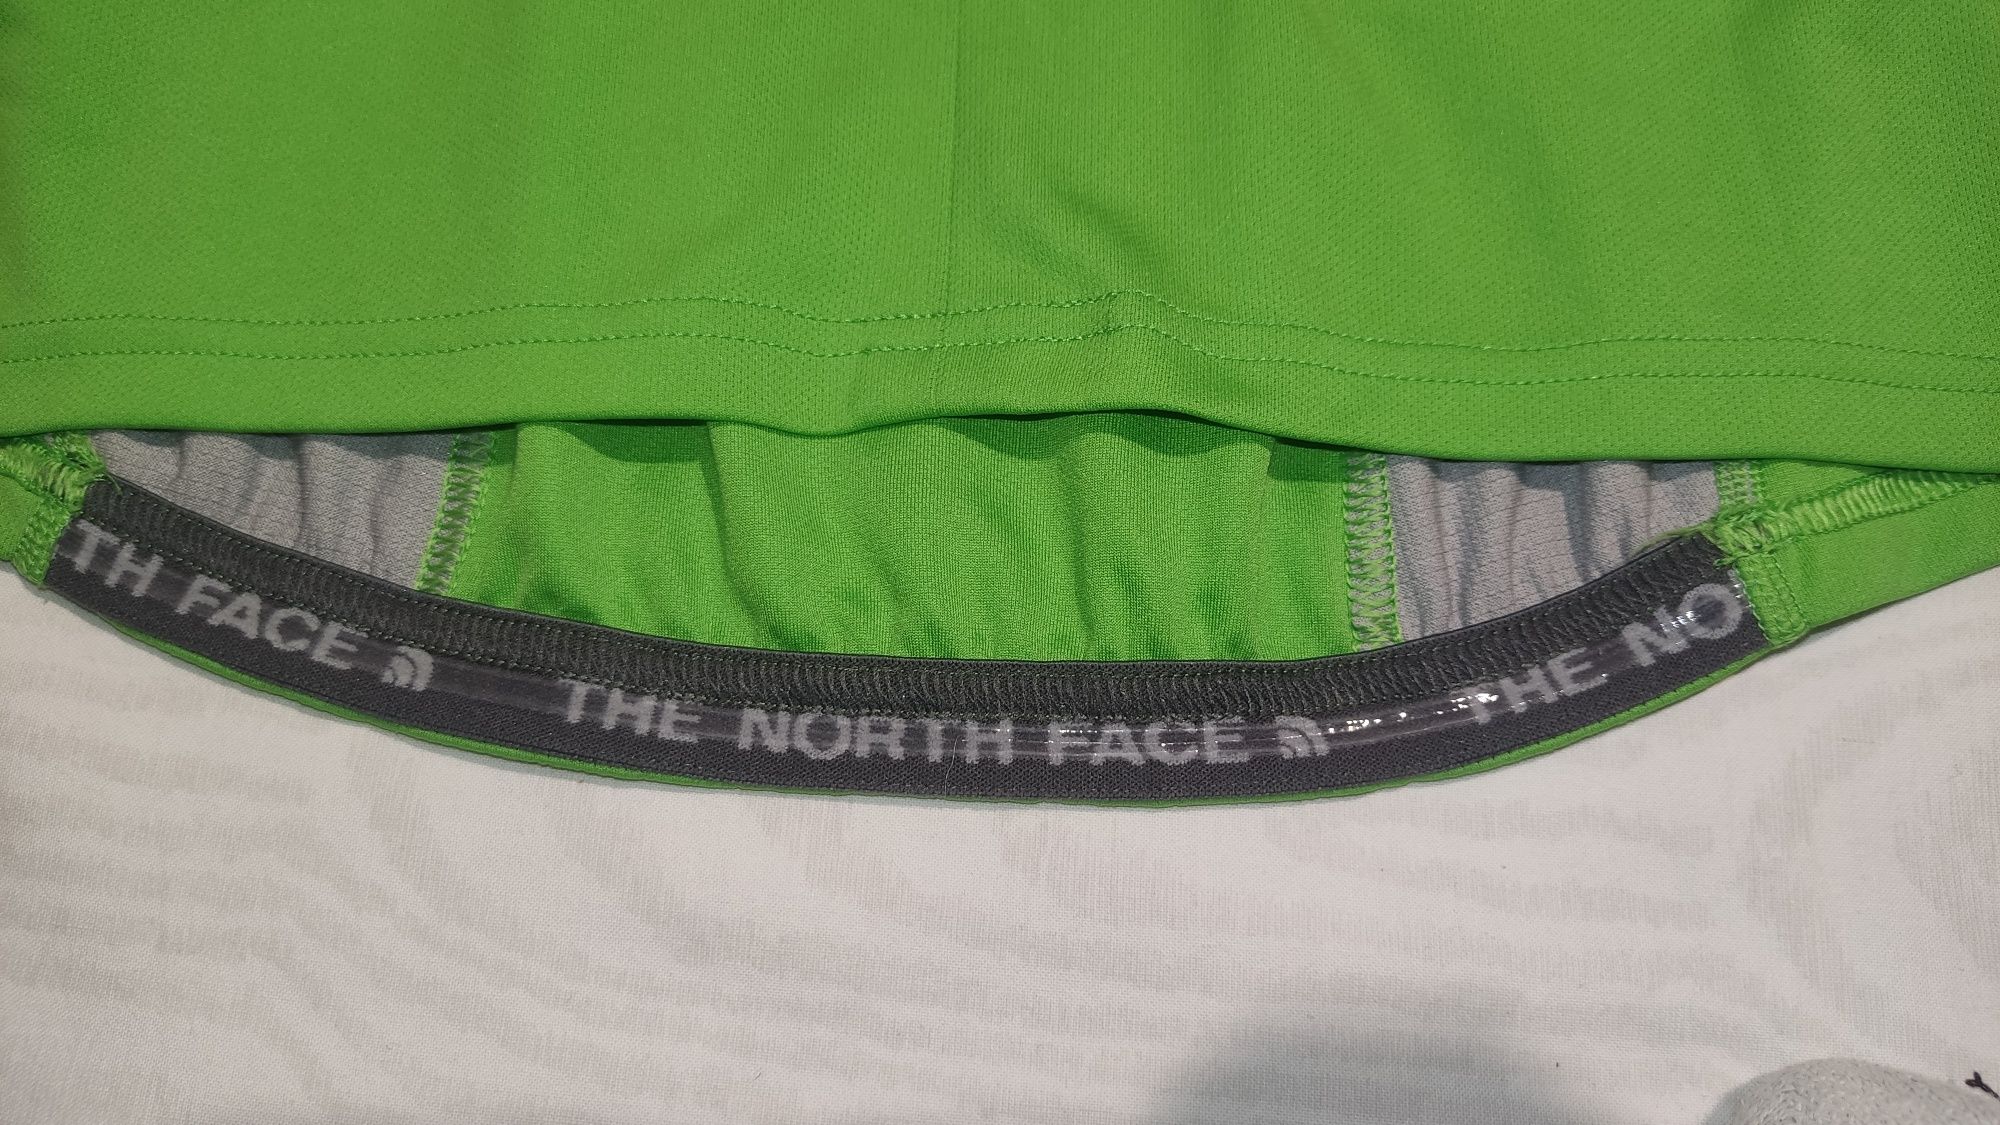 TH FACE THE NORTH FACE THE NO